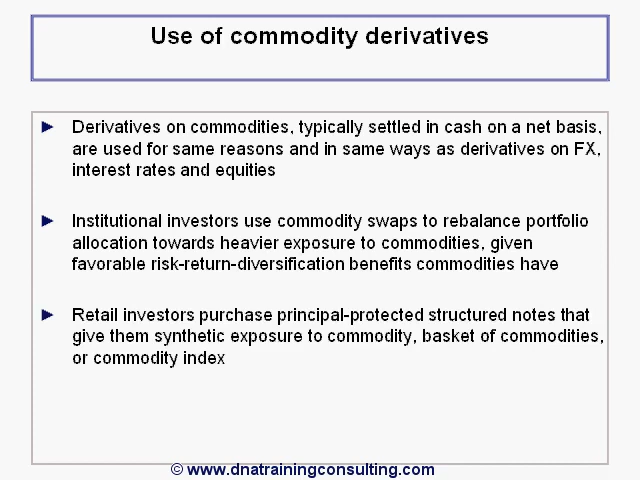 Use of commodity derivatives
► Derivatives on commodities, typically settled in cash on a net basis,
are used for same reasons and in same ways as derivatives on FX,
interest rates and equities
► Institutional investors use commodity swaps to rebalance portfolio
allocation towards heavier exposure to commodities, given
favorable risk-return-diversification benefits commodities have
► Retail investors purchase principal-protected structured notes that
give them synthetic exposure to commodity, basket of commodities,
or commodity index
© www.dnatrainingconsulting.com